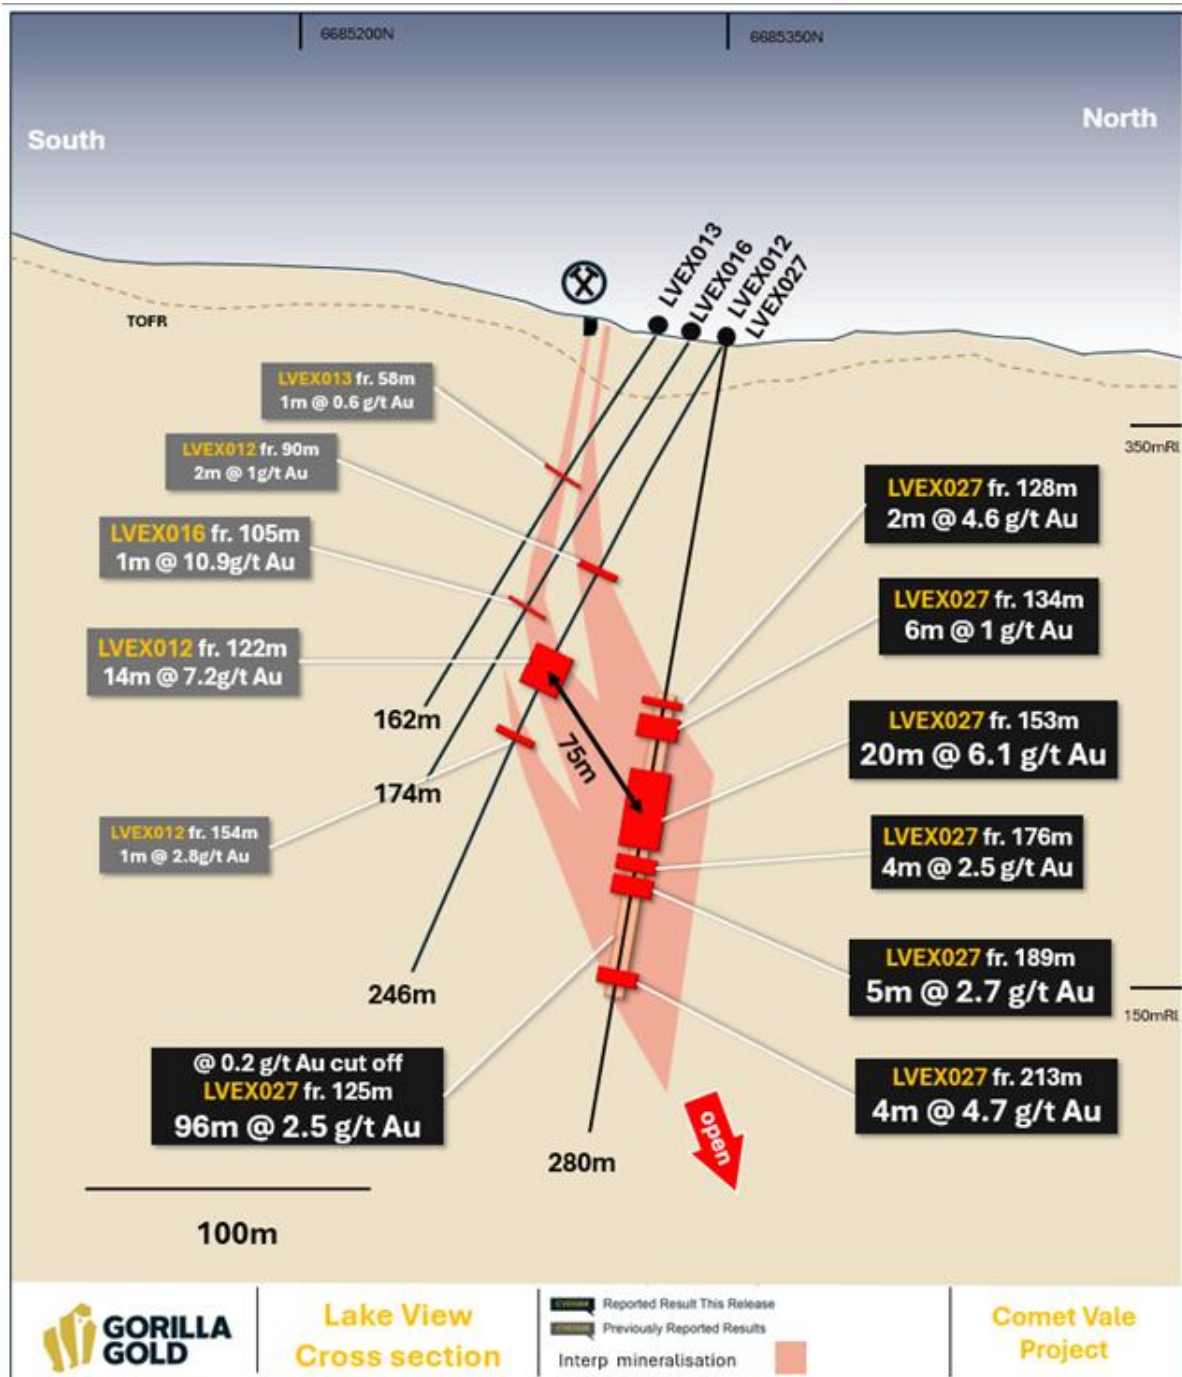 6685200N
6685350N
South
North
LVEX013
LVEX016
LVEX012
LVEX027
TOFR
LVEX013 fr. 58m
1m @ 0.6 g/t Au
350mRl
LVEX012 fr. 90m
2m @ 1g/t Au
LVEX027 fr. 128m
2m @ 4.6 g/t Au
LVEX016 fr. 105m
1m @ 10.9g/t Au
LVEX027 fr. 134m
6m @ 1 g/t Au
LVEX012 fr. 122m
14m @ 7.2g/t Au
162m
75m
LVEX027 fr. 153m
20m @ 6.1 g/t Au
174m
LVEX012 fr. 154m
1m @ 2.8g/t Au
LVEX027 fr. 176m
4m @ 2.5 g/t Au
246m
LVEX027 fr. 189m
5m @ 2.7 g/t Au
150mRl
@ 0.2 g/t Au cut off
LVEX027 fr. 125m
96m @ 2.5 g/t Au
LVEX027 fr. 213m
4m @ 4.7 g/t Au
open
280m
100m
GORILLA
GOLD
Lake View
Cross section
Reported Result This Release
Previously Reported Results
Interp mineralisation
Comet Vale
Project